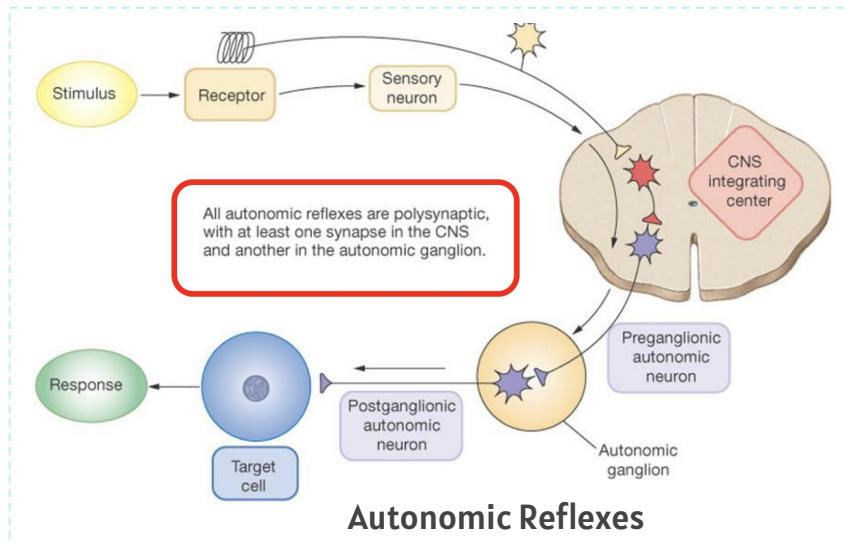 Stimulus
Receptor
Sensory
neuron
CNS
integrating
center
All autonomic reflexes are polysynaptic,
with at least one synapse in the CNS
and another in the autonomic ganglion.
Preganglionic
autonomic
neuron
Response
Target
cell
Postganglionic
autonomic
neuron
Autonomic
ganglion
Autonomic Reflexes